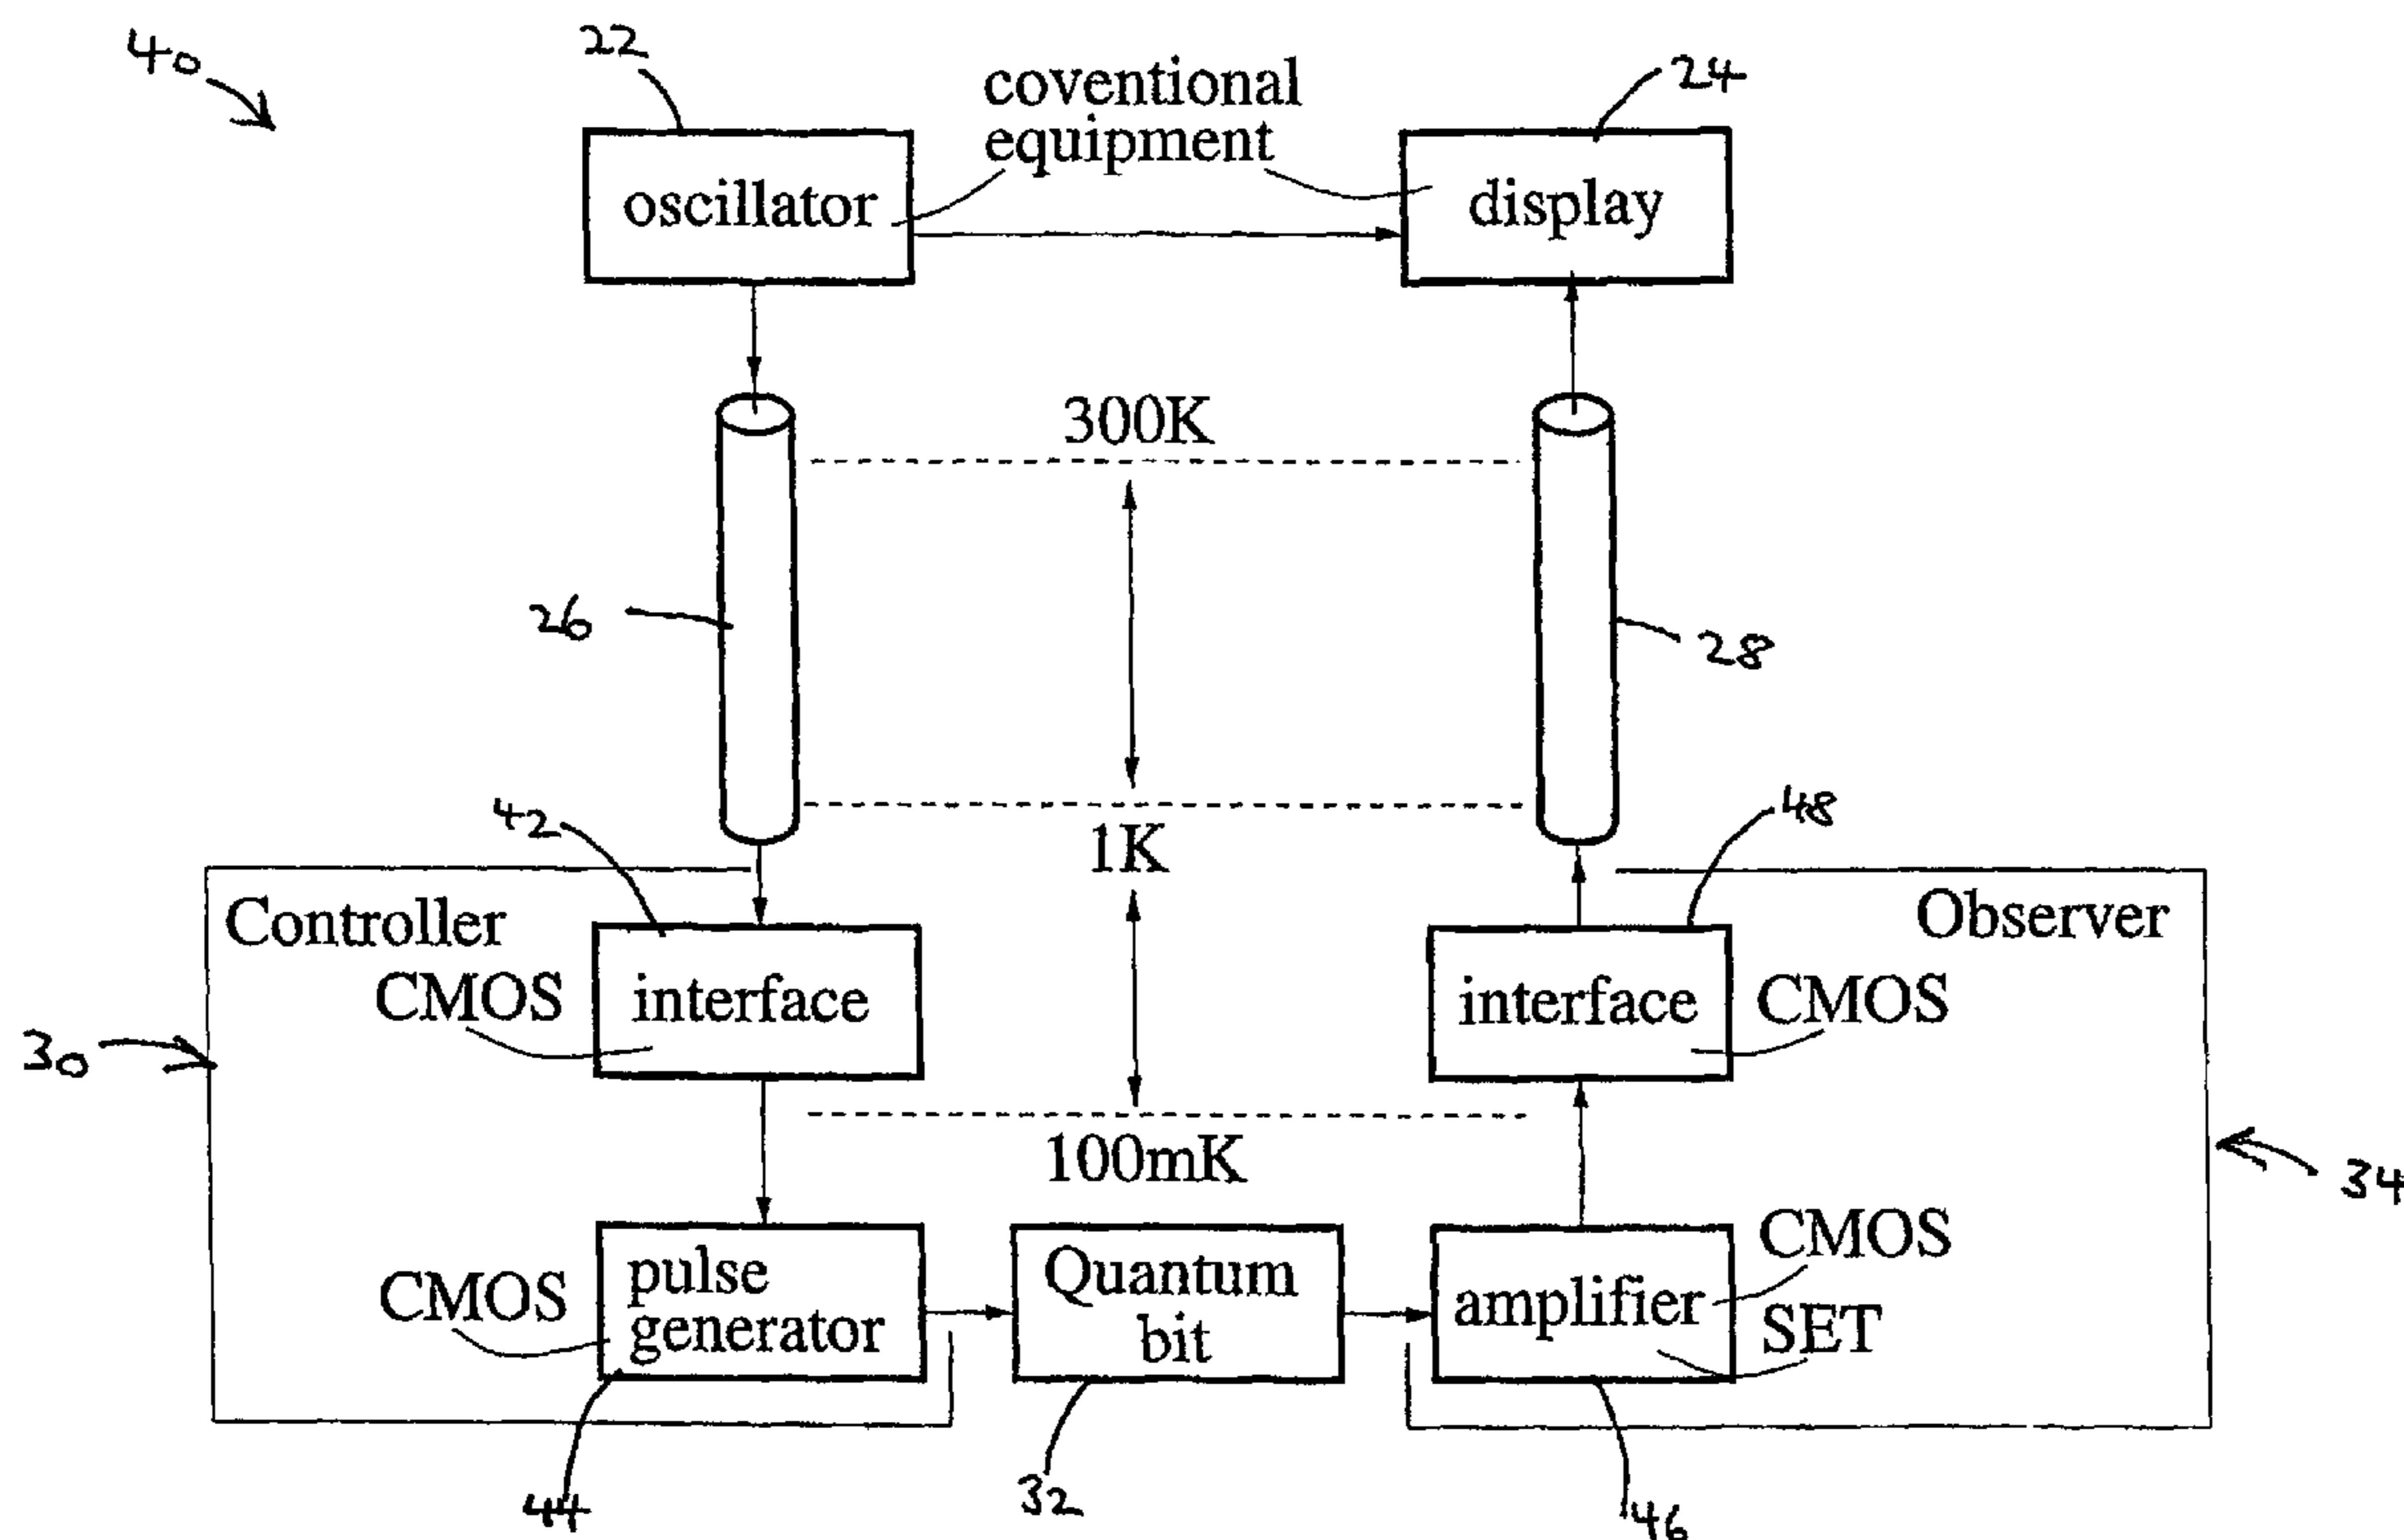 40
22
coventional
equipment
24
oscillator
display
300K
26
28
42
1K
48
Controller
Observer
CMOS
interface
interface
CMOS
30
100mK
34
CMOS
pulse
generator
Quantum
bit
amplifier
CMOS
SET
44
32
46